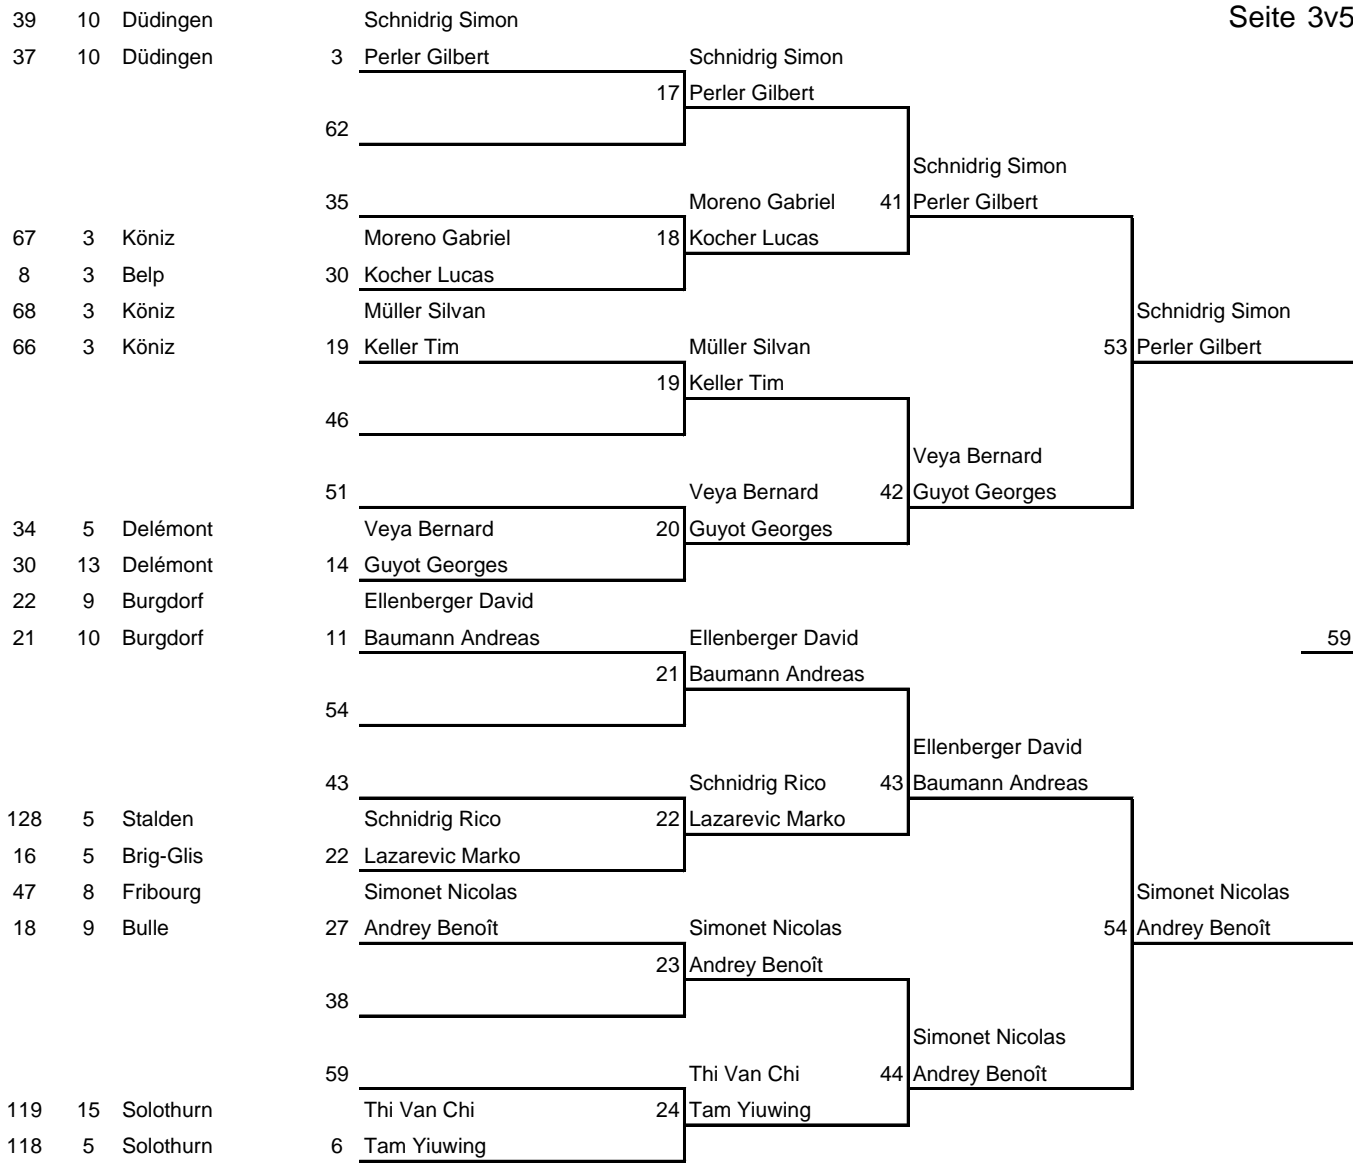 39 10 Düdingen Schnidrig Simon Seite 3v5
37 10 Düdingen 3 Perler Gilbert Schnidrig Simon
17 Perler Gilbert
62
Schnidrig Simon
35 Moreno Gabriel 41 Perler Gilbert
67 3 Köniz Moreno Gabriel 18 Kocher Lucas
8 3 Belp 30 Kocher Lucas
68 3 Köniz Müller Silvan Schnidrig Simon
66 3 Köniz 19 Keller Tim Müller Silvan 53 Perler Gilbert
19 Keller Tim
46
Veya Bernard
51 Veya Bernard 42 Guyot Georges
34 5 Delémont Veya Bernard 20 Guyot Georges
30 13 Delémont 14 Guyot Georges
22 9 Burgdorf Ellenberger David
21 10 Burgdorf 11 Baumann Andreas Ellenberger David 59
21 Baumann Andreas
54
Ellenberger David
43 Schnidrig Rico 43 Baumann Andreas
128 5 Stalden Schnidrig Rico 22 Lazarevic Marko
16 5 Brig-Glis 22 Lazarevic Marko
47 8 Fribourg Simonet Nicolas Simonet Nicolas
18 9 Bulle 27 Andrey Benoît Simonet Nicolas 54 Andrey Benoît
23 Andrey Benoît
38
Simonet Nicolas
59 Thi Van Chi 44 Andrey Benoît
119 15 Solothurn Thi Van Chi 24 Tam Yiuwing
118 5 Solothurn 6 Tam Yiuwing